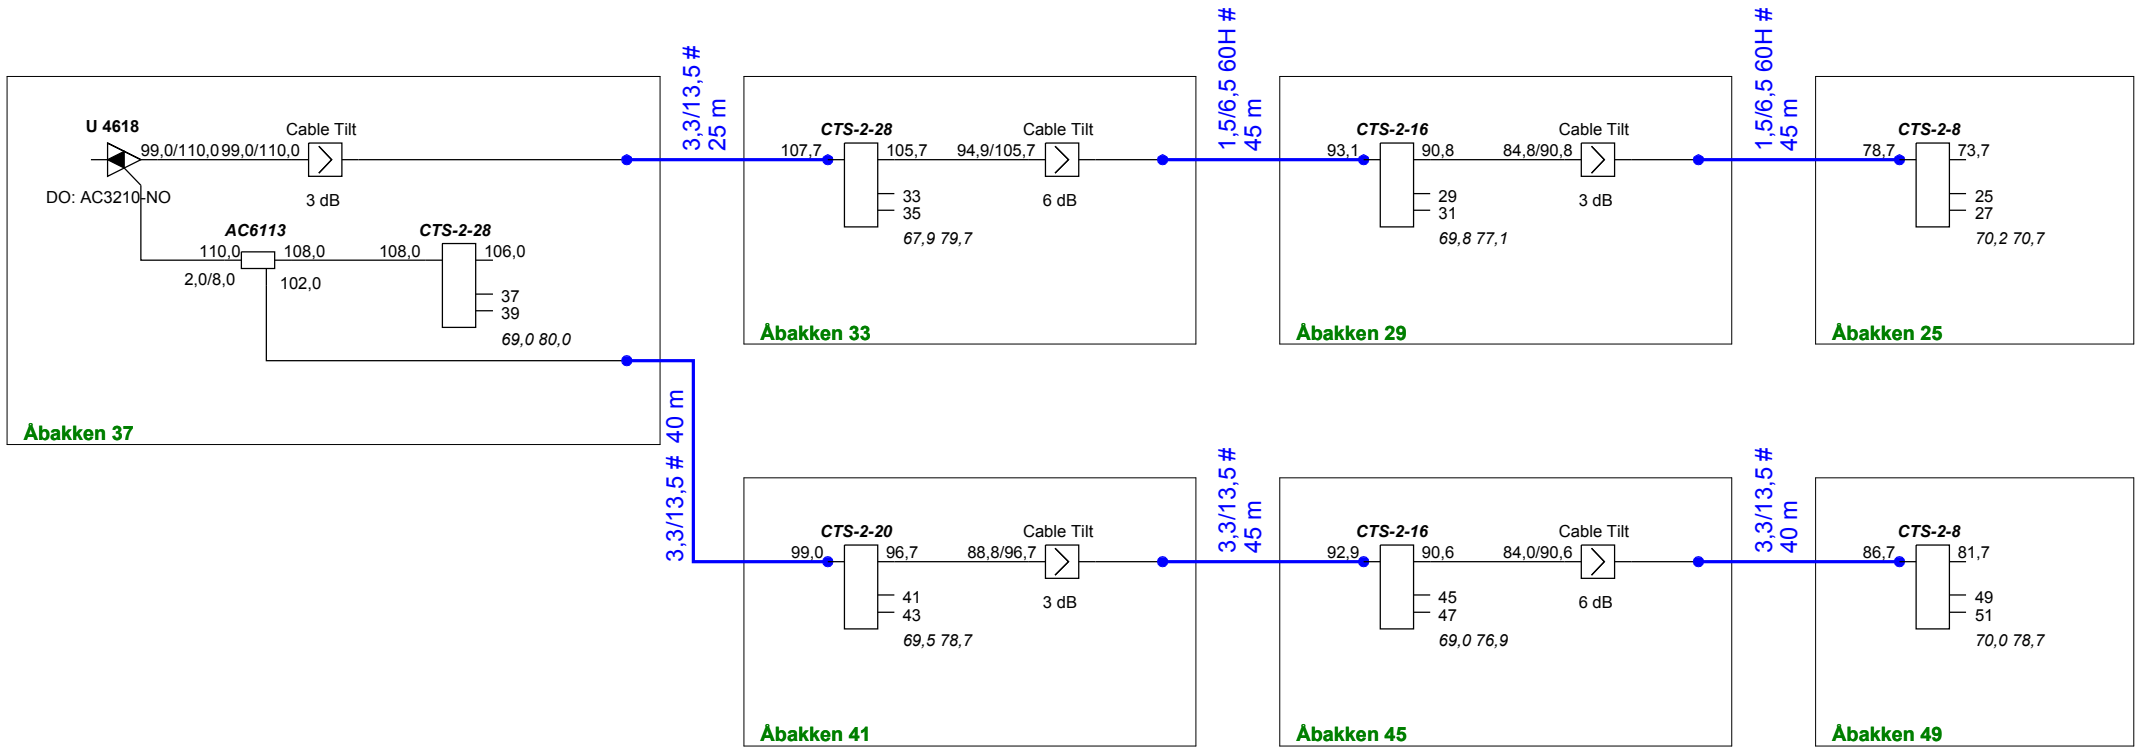 U 4618
99,0/110,0
99,0/110,0
Cable Tilt
3 dB
DO: AC3210-NO
AC6113
110,0
108,0
2,0/8,0
102,0
CTS-2-28
108,0
106,0
37
39
69,0 80,0
Åbakken 37
3,3/13,5 #
25 m
CTS-2-28
107,7
105,7
33
35
67,9 79,7
94,9/105,7
Cable Tilt
6 dB
Åbakken 33
1,5/6,5 60H #
45 m
CTS-2-16
93,1
90,8
29
31
69,8 77,1
84,8/90,8
Cable Tilt
3 dB
Åbakken 29
1,5/6,5 60H #
45 m
CTS-2-8
78,7
73,7
25
27
70,2 70,7
Åbakken 25
3,3/13,5 # 40 m
CTS-2-20
99,0
96,7
41
43
69,5 78,7
88,8/96,7
Cable Tilt
3 dB
Åbakken 41
3,3/13,5 #
45 m
CTS-2-16
92,9
90,6
45
47
69,0 76,9
84,0/90,6
Cable Tilt
6 dB
Åbakken 45
3,3/13,5 #
40 m
CTS-2-8
86,7
81,7
49
51
70,0 78,7
Åbakken 49